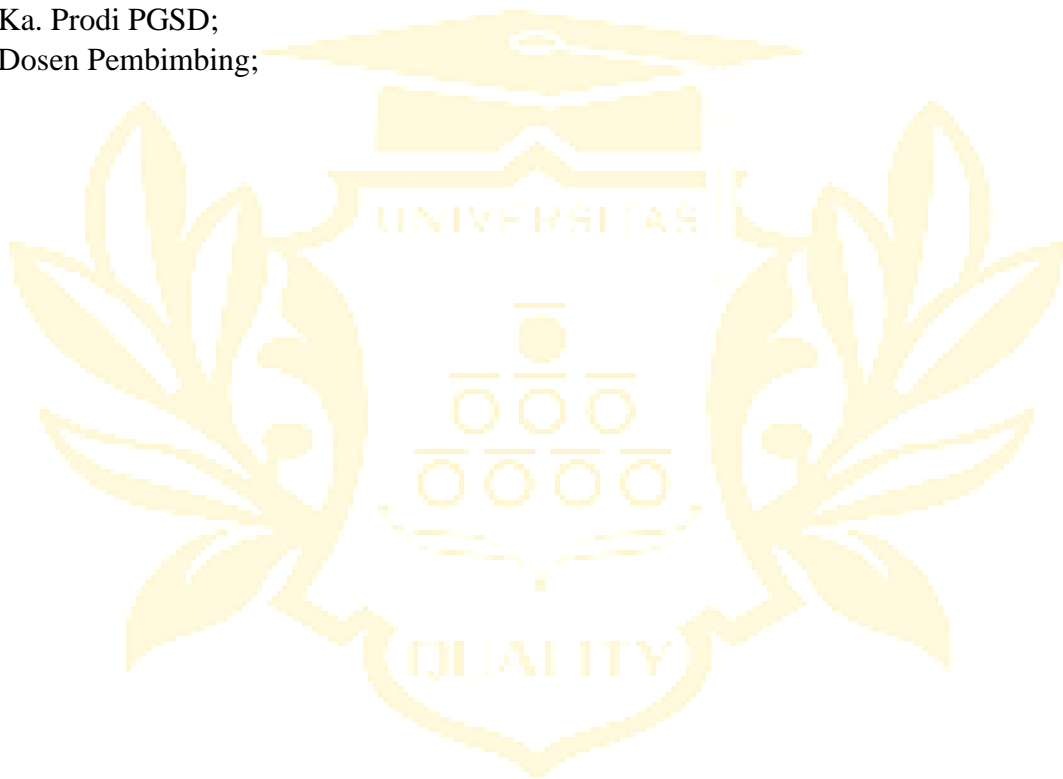 Ka. Prodi PGSD;
Dosen Pembimbing;
UNIVERSITAS
QUALITY